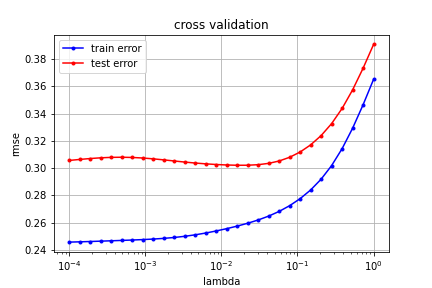 cross validation
train error
test error
rmse
0.38
0.36
0.34
0.32
0.30
0.28
0.26
0.24
10⁻⁴
10⁻³
10⁻²
10⁻¹
10⁰
lambda